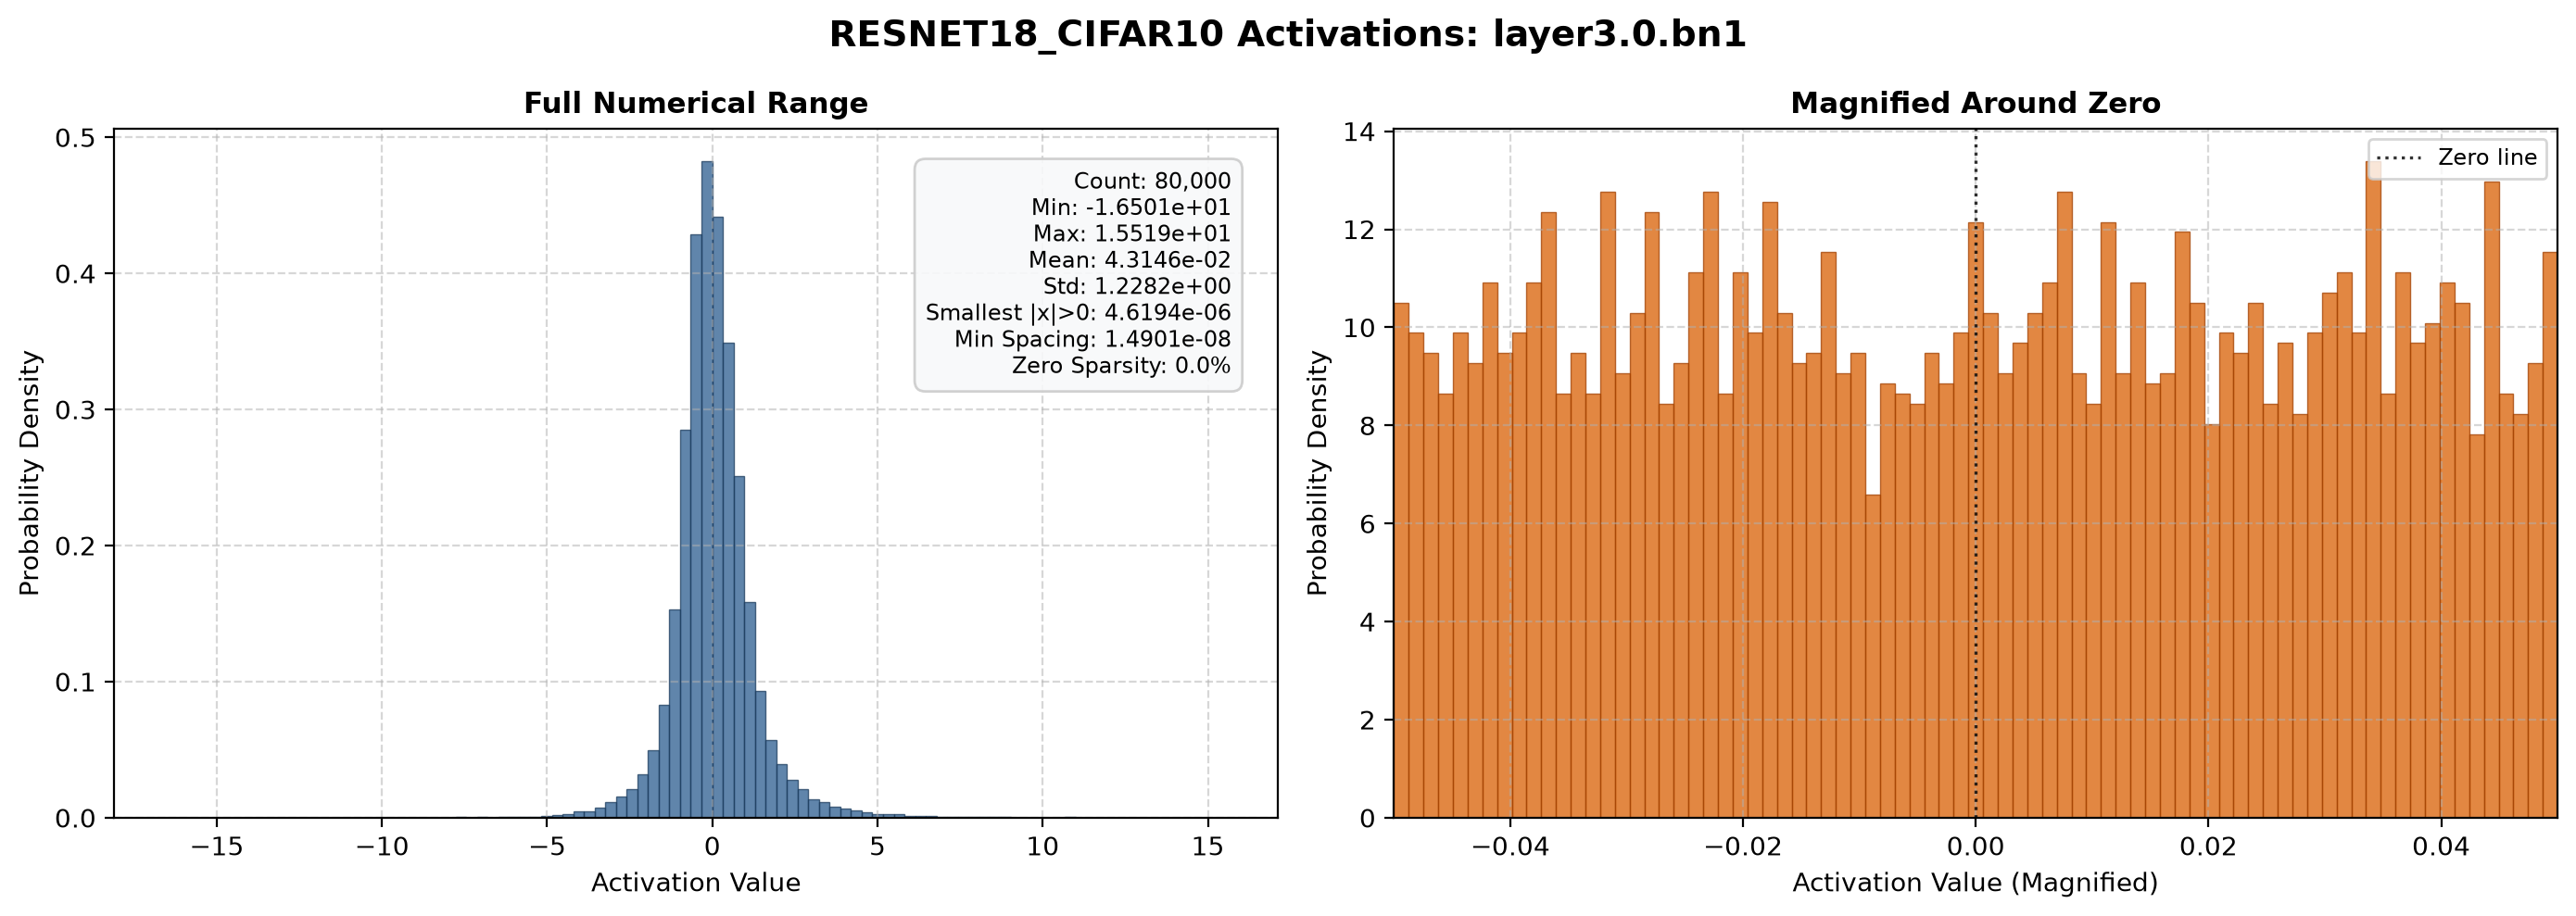 RESNET18_CIFAR10 Activations: layer3.0.bn1
Full Numerical Range
0.5
0.4
0.3
0.2
0.1
0.0
Probability Density
Count: 80,000
Min: -1.6501e+01
Max: 1.5519e+01
Mean: 4.3146e-02
Std: 1.2282e+00
Smallest |x|>0: 4.6194e-06
Min Spacing: 1.4901e-08
Zero Sparsity: 0.0%
−15 −10 −5 0 5 10 15
Activation Value
Magnified Around Zero
14
12
10
8
6
4
2
0
Probability Density
Zero line
−0.04 −0.02 0.00 0.02 0.04
Activation Value (Magnified)